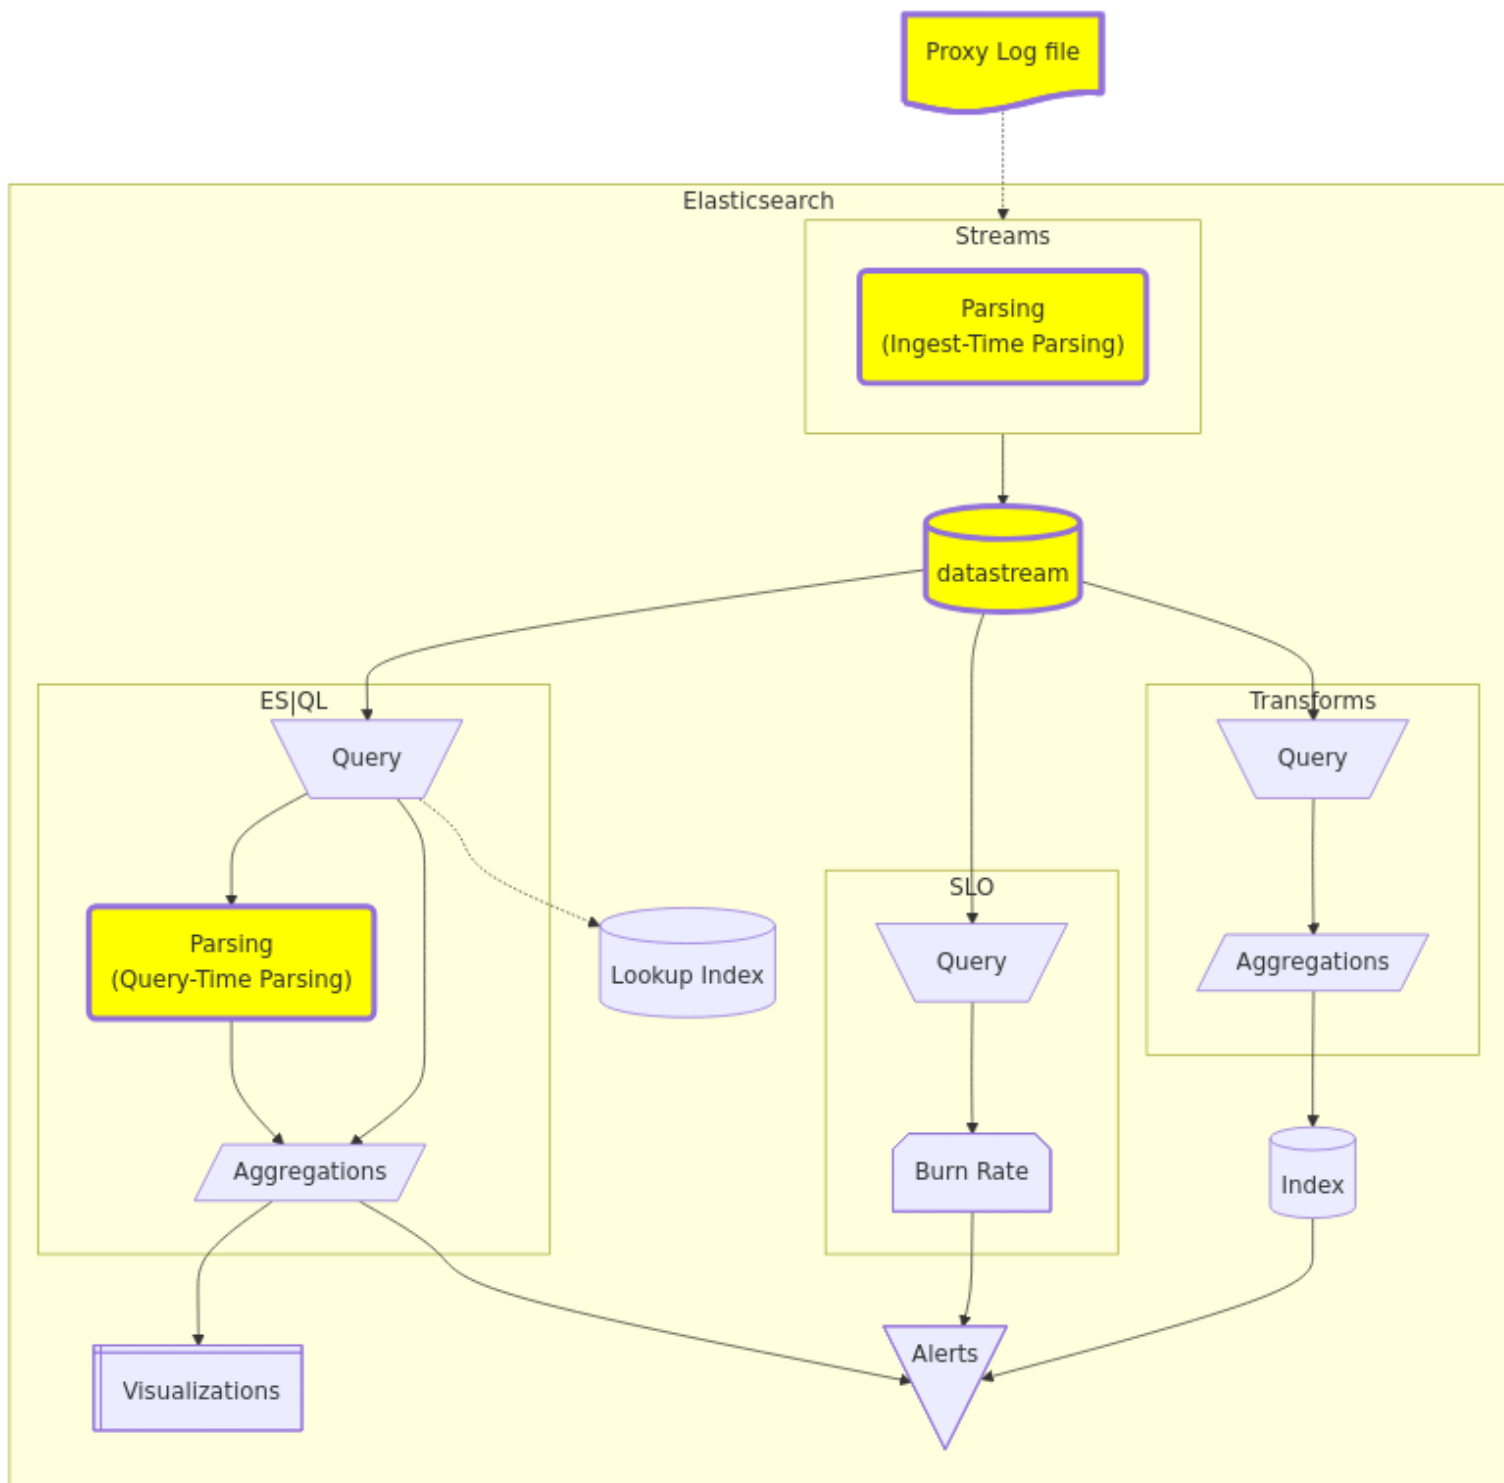 Proxy Log file
Elasticsearch
Streams
Parsing
(Ingest-Time Parsing)
datastream
ES|QL
Query
Transforms
Query
Parsing
(Query-Time Parsing)
Lookup Index
SLO
Query
Aggregations
Aggregations
Burn Rate
Index
Visualizations
Alerts